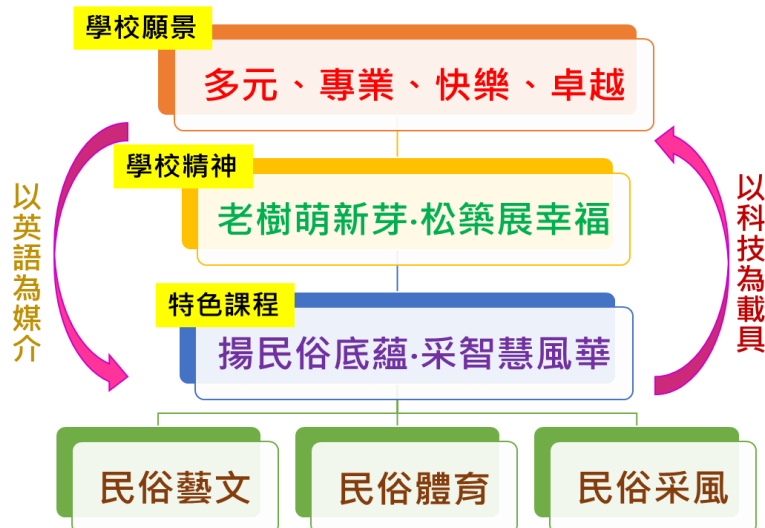 學校願景
多元、專業、快樂、卓越
學校精神
老樹萌新芽·松築展幸福
特色課程
揚民俗底蘊·采智慧風華
以英語為媒介
以科技為載具
民俗藝文
民俗體育
民俗采風